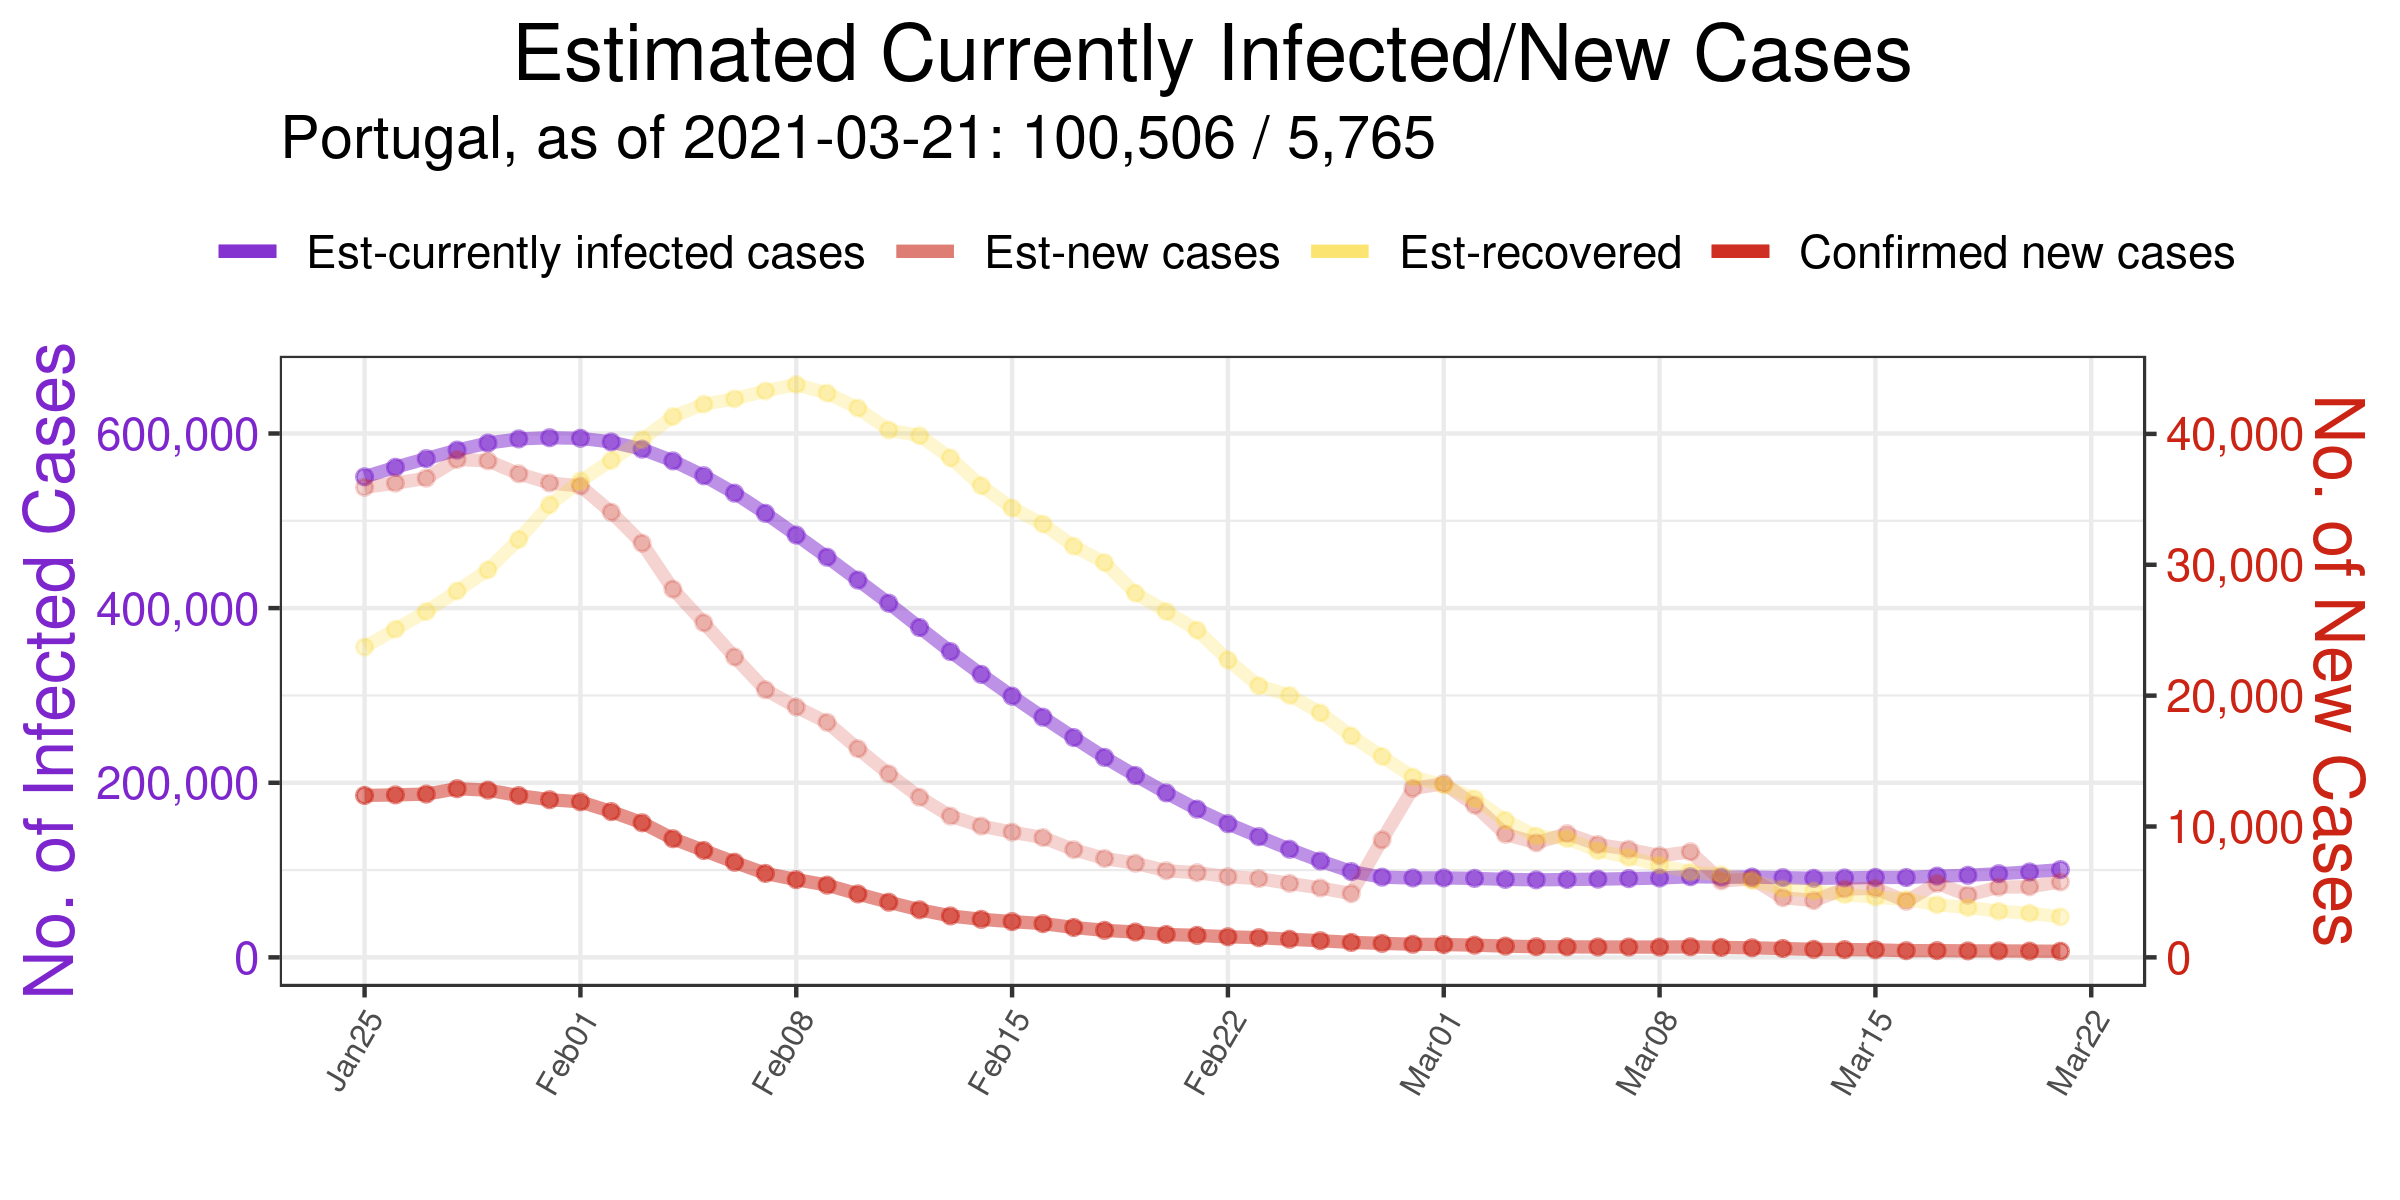 Estimated Currently Infected/New Cases
Portugal, as of 2021-03-21: 100,506 / 5,765
Est-currently infected cases Est-new cases Est-recovered Confirmed new cases
No. of Infected Cases
600,000
400,000
200,000
0
40,000
30,000
20,000
10,000
0
No. of New Cases
Jan25 Feb01 Feb08 Feb15 Feb22 Mar01 Mar08 Mar15 Mar22